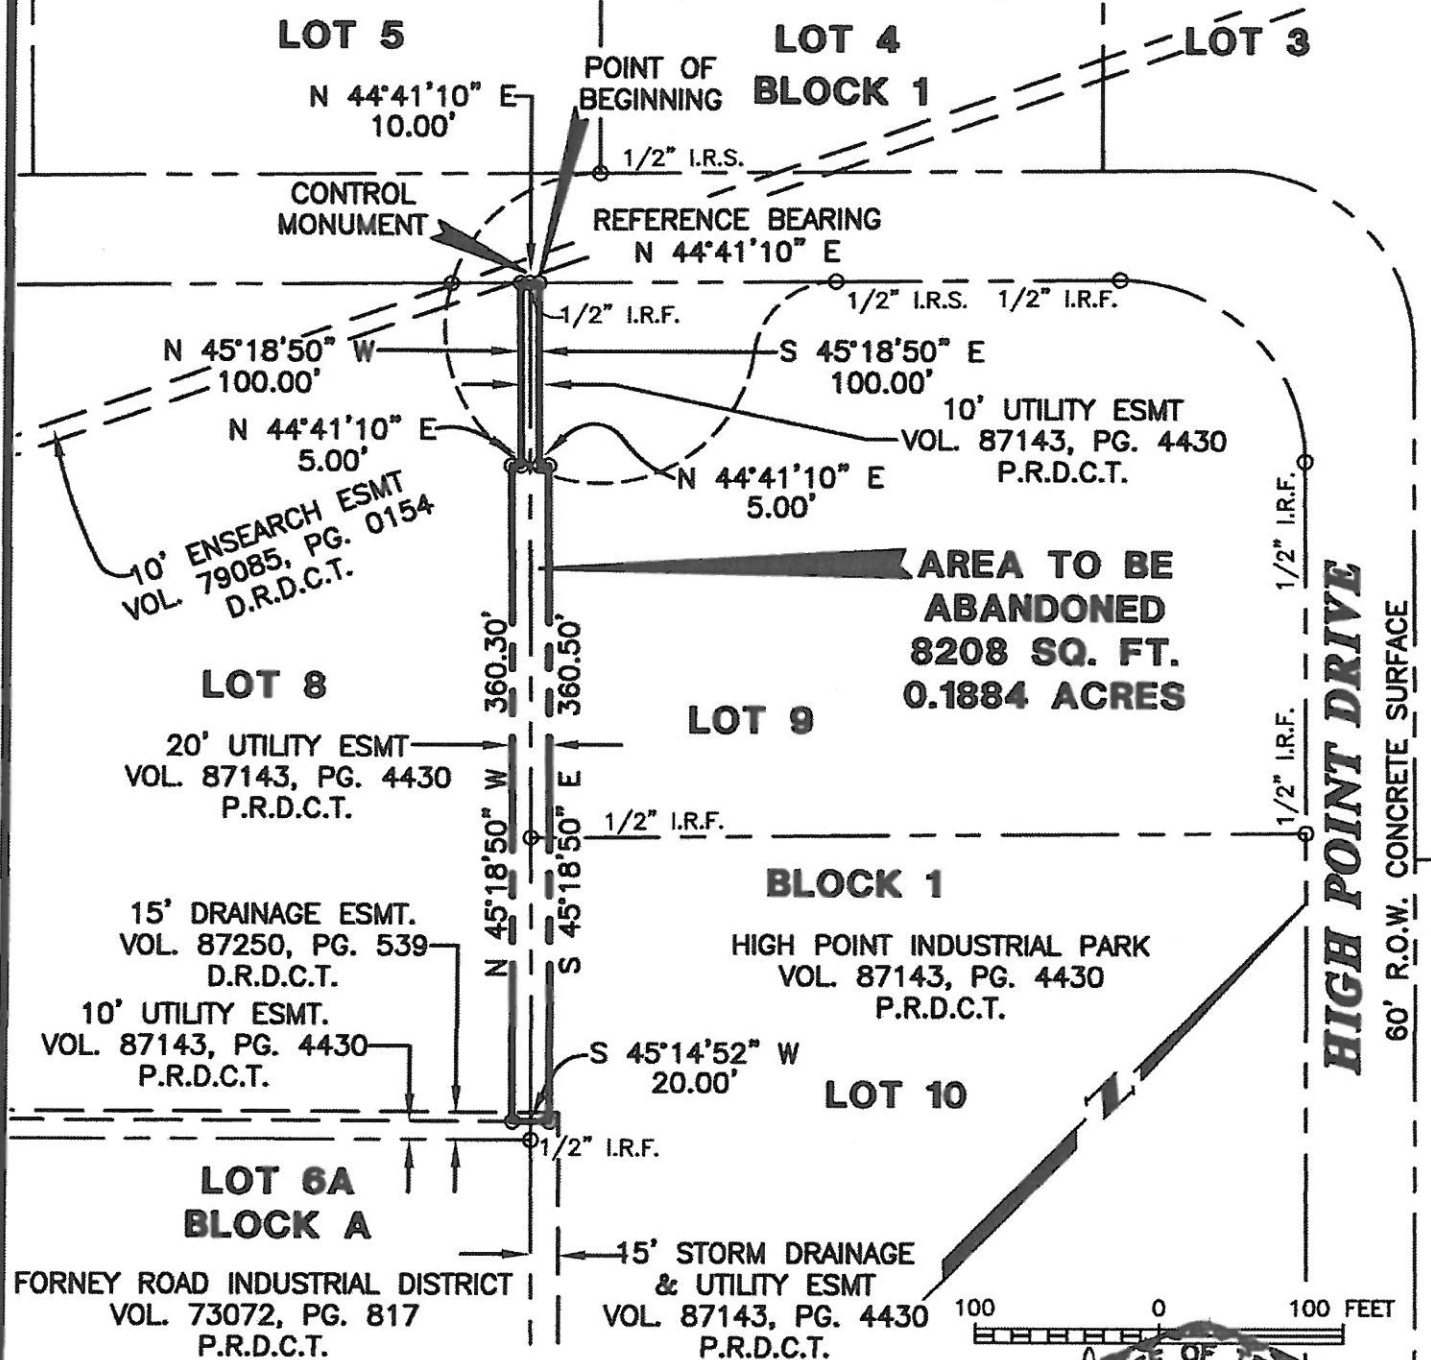 LOT 5
LOT 4
BLOCK 1
LOT 3
N 44°41'10" E
10.00'
POINT OF
BEGINNING
1/2" I.R.S.
CONTROL
MONUMENT
REFERENCE BEARING
N 44°41'10" E
1/2" I.R.F.
1/2" I.R.S.
1/2" I.R.F.
N 45°18'50" W
100.00'
S 45°18'50" E
100.00'
10' UTILITY ESMT
VOL. 87143, PG. 4430
P.R.D.C.T.
N 44°41'10" E
5.00'
N 44°41'10" E
5.00'
10' ENSEARCH ESMT
VOL. 79085, PG. 0154
D.R.D.C.T.
1/2" I.R.F.
AREA TO BE
ABANDONED
8208 SQ. FT.
0.1884 ACRES
LOT 8
LOT 9
N 45°18'50" W 360.30'
S 45°18'50" E 360.50'
20' UTILITY ESMT
VOL. 87143, PG. 4430
P.R.D.C.T.
1/2" I.R.F.
1/2" I.R.F.
HIGH POINT DRIVE
60' R.O.W. CONCRETE SURFACE
BLOCK 1
HIGH POINT INDUSTRIAL PARK
VOL. 87143, PG. 4430
P.R.D.C.T.
15' DRAINAGE ESMT.
VOL. 87250, PG. 539
D.R.D.C.T.
10' UTILITY ESMT.
VOL. 87143, PG. 4430
P.R.D.C.T.
S 45°14'52" W
20.00'
LOT 10
1/2" I.R.F.
LOT 6A
BLOCK A
FORNEY ROAD INDUSTRIAL DISTRICT
VOL. 73072, PG. 817
P.R.D.C.T.
15' STORM DRAINAGE
& UTILITY ESMT
VOL. 87143, PG. 4430
P.R.D.C.T.
100 0 100 FEET
OF